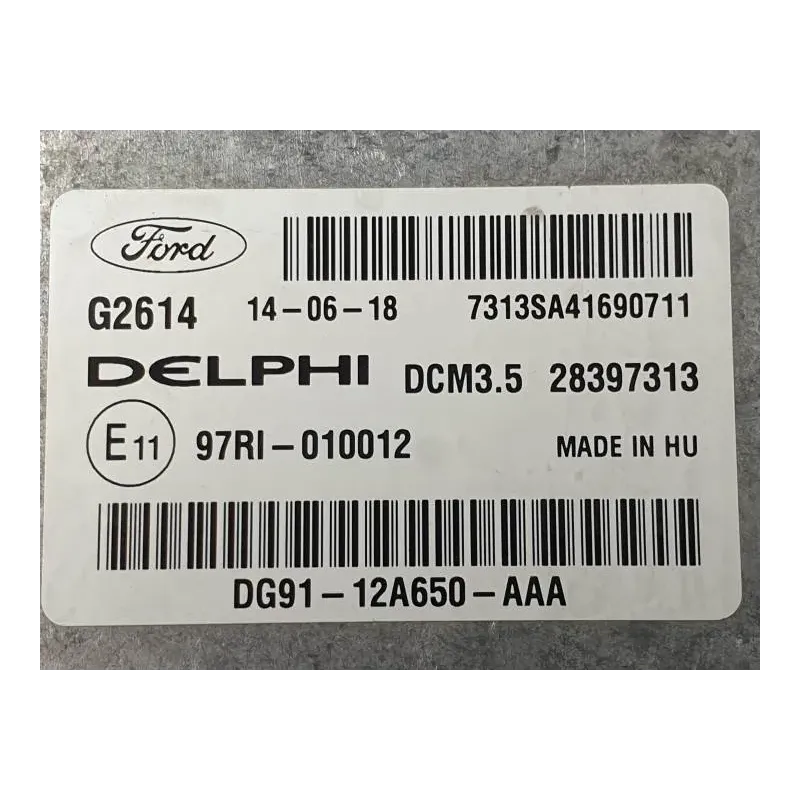 Ford
G2614 14-06-18 7313SA41690711
DELPHI DCM3.5 28397313
E11 97RI-010012 MADE IN HU
DG91-12A650-AAA